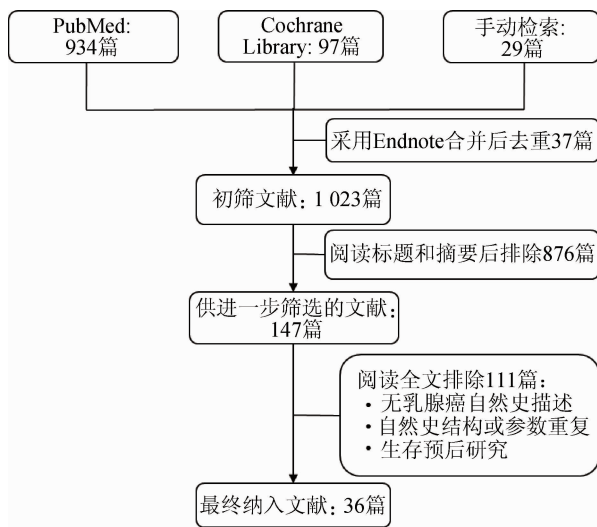 PubMed:
934篇
Cochrane
Library: 97篇
手动检索:
29篇
采用Endnote合并后去重37篇
初筛文献：1 023篇
阅读标题和摘要后排除876篇
供进一步筛选的文献：
147篇
阅读全文排除111篇：
·无乳腺癌自然史描述
·自然史结构或参数重复
·生存预后研究
最终纳入文献：36篇